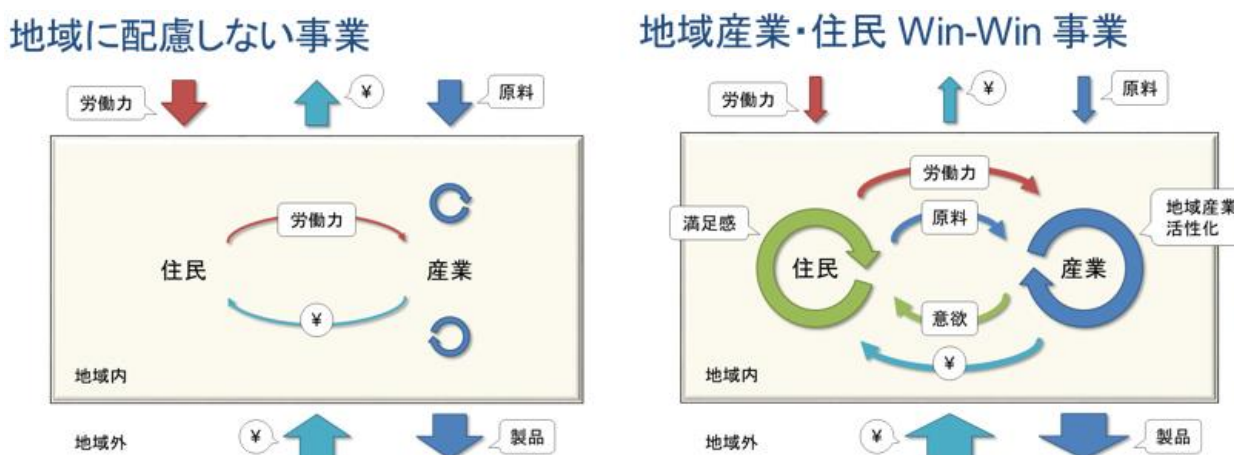 地域に配慮しない事業
労働力
¥
原料
労働力
住民
産業
¥
地域内
地域外
¥
製品
地域産業・住民 Win-Win 事業
労働力
¥
原料
労働力
満足感
原料
地域産業
活性化
住民
産業
意欲
¥
地域内
地域外
¥
製品